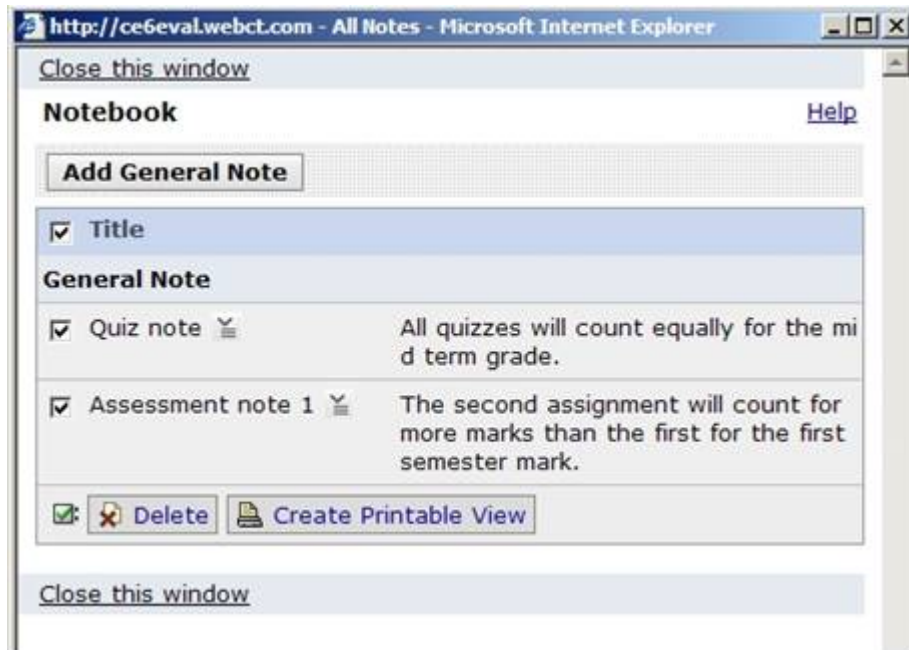 http://ce6eval.webct.com - All Notes - Microsoft Internet Explorer
Close this window
Notebook
Help
Add General Note
Title
General Note
Quiz note
All quizzes will count equally for the mi
d term grade.
Assessment note 1
The second assignment will count for
more marks than the first for the first
semester mark.
Delete
Create Printable View
Close this window